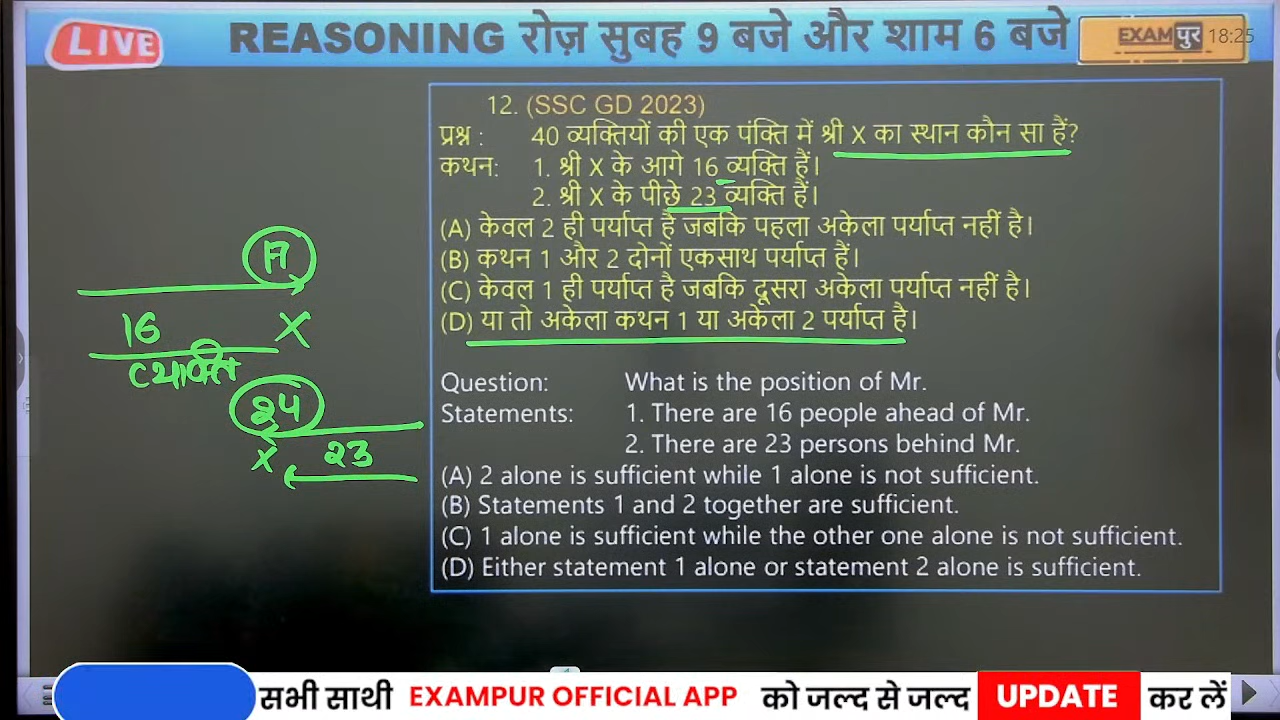 LIVE
REASONING रोज़ सुबह 9 बजे और शाम 6 बजे
EXAMपुर
18:25
12. (SSC GD 2023)
प्रश्न : 40 व्यक्तियों की एक पंक्ति में श्री X का स्थान कौन सा हैं?
कथन: 1. श्री X के आगे 16 व्यक्ति हैं।
2. श्री X के पीछे 23 व्यक्ति हैं।
(A) केवल 2 ही पर्याप्त है जबकि पहला अकेला पर्याप्त नहीं है।
(B) कथन 1 और 2 दोनों एकसाथ पर्याप्त हैं।
(C) केवल 1 ही पर्याप्त है जबकि दूसरा अकेला पर्याप्त नहीं है।
(D) या तो अकेला कथन 1 या अकेला 2 पर्याप्त है।
Question: What is the position of Mr.
Statements: 1. There are 16 people ahead of Mr.
2. There are 23 persons behind Mr.
(A) 2 alone is sufficient while 1 alone is not sufficient.
(B) Statements 1 and 2 together are sufficient.
(C) 1 alone is sufficient while the other one alone is not sufficient.
(D) Either statement 1 alone or statement 2 alone is sufficient.
17
16 X
व्यक्ति
24
X 23
सभी साथी EXAMPUR OFFICIAL APP को जल्द से जल्द UPDATE कर लें